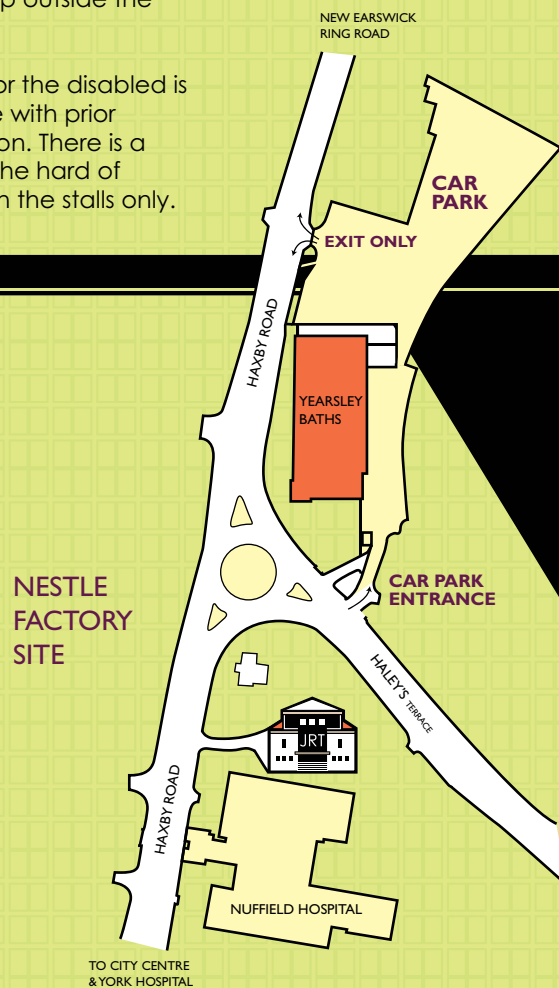 p outside the
or the disabled is
e with prior
on. There is a
he hard of
n the stalls only.
NEW EARSWICK
RING ROAD
CAR
PARK
EXIT ONLY
HAXBY ROAD
YEARSLEY
BATHS
NESTLE
FACTORY
SITE
CAR PARK
ENTRANCE
HALEY'S TERRACE
JRT
HAXBY ROAD
NUFFIELD HOSPITAL
TO CITY CENTRE
& YORK HOSPITAL